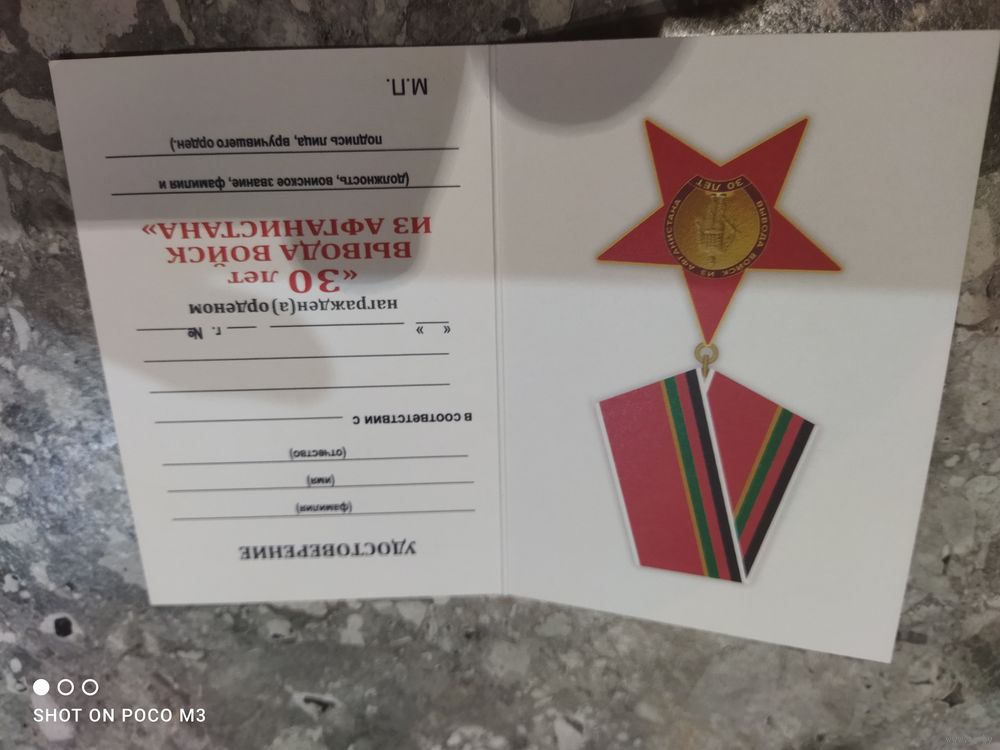 УДОСТОВЕРЕНИЕ
(фамилия)
(имя)
(отчество)
в соответствии с
« » г. №
награжден(а) орденом
«30 лет
ВЫВОДА ВОЙСК
ИЗ АФГАНИСТАНА»
(должность, воинское звание, фамилия и
подпись лица, вручившего орден.)
М.П.
ВЫВОДА ВОЙСК ИЗ АФГАНИСТАНА
30 ЛЕТ
SHOT ON POCO M3